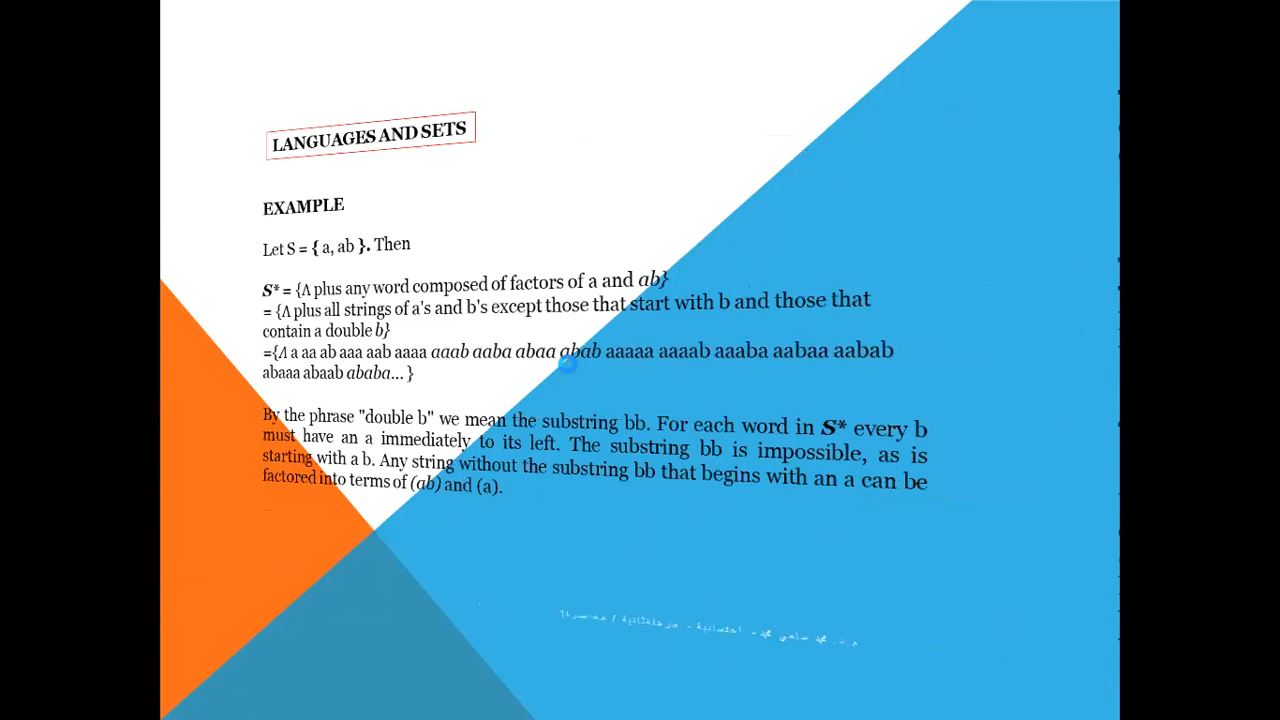 LANGUAGES AND SETS
EXAMPLE
Let S = { a, ab }. Then
S* = {Λ plus any word composed of factors of a and ab}
= {Λ plus all strings of a's and b's except those that start with b and those that
contain a double b}
={Λ a aa ab aaa aab aaaa aaab aaba abaa abab aaaaa aaaab aaaba aabaa aabab
abaaa abaab ababa... }
By the phrase "double b" we mean the substring bb. For each word in S* every b
must have an a immediately to its left. The substring bb is impossible, as is
starting with a b. Any string without the substring bb that begins with an a can be
factored into terms of (ab) and (a).
م.د. محمد سامي محمد -